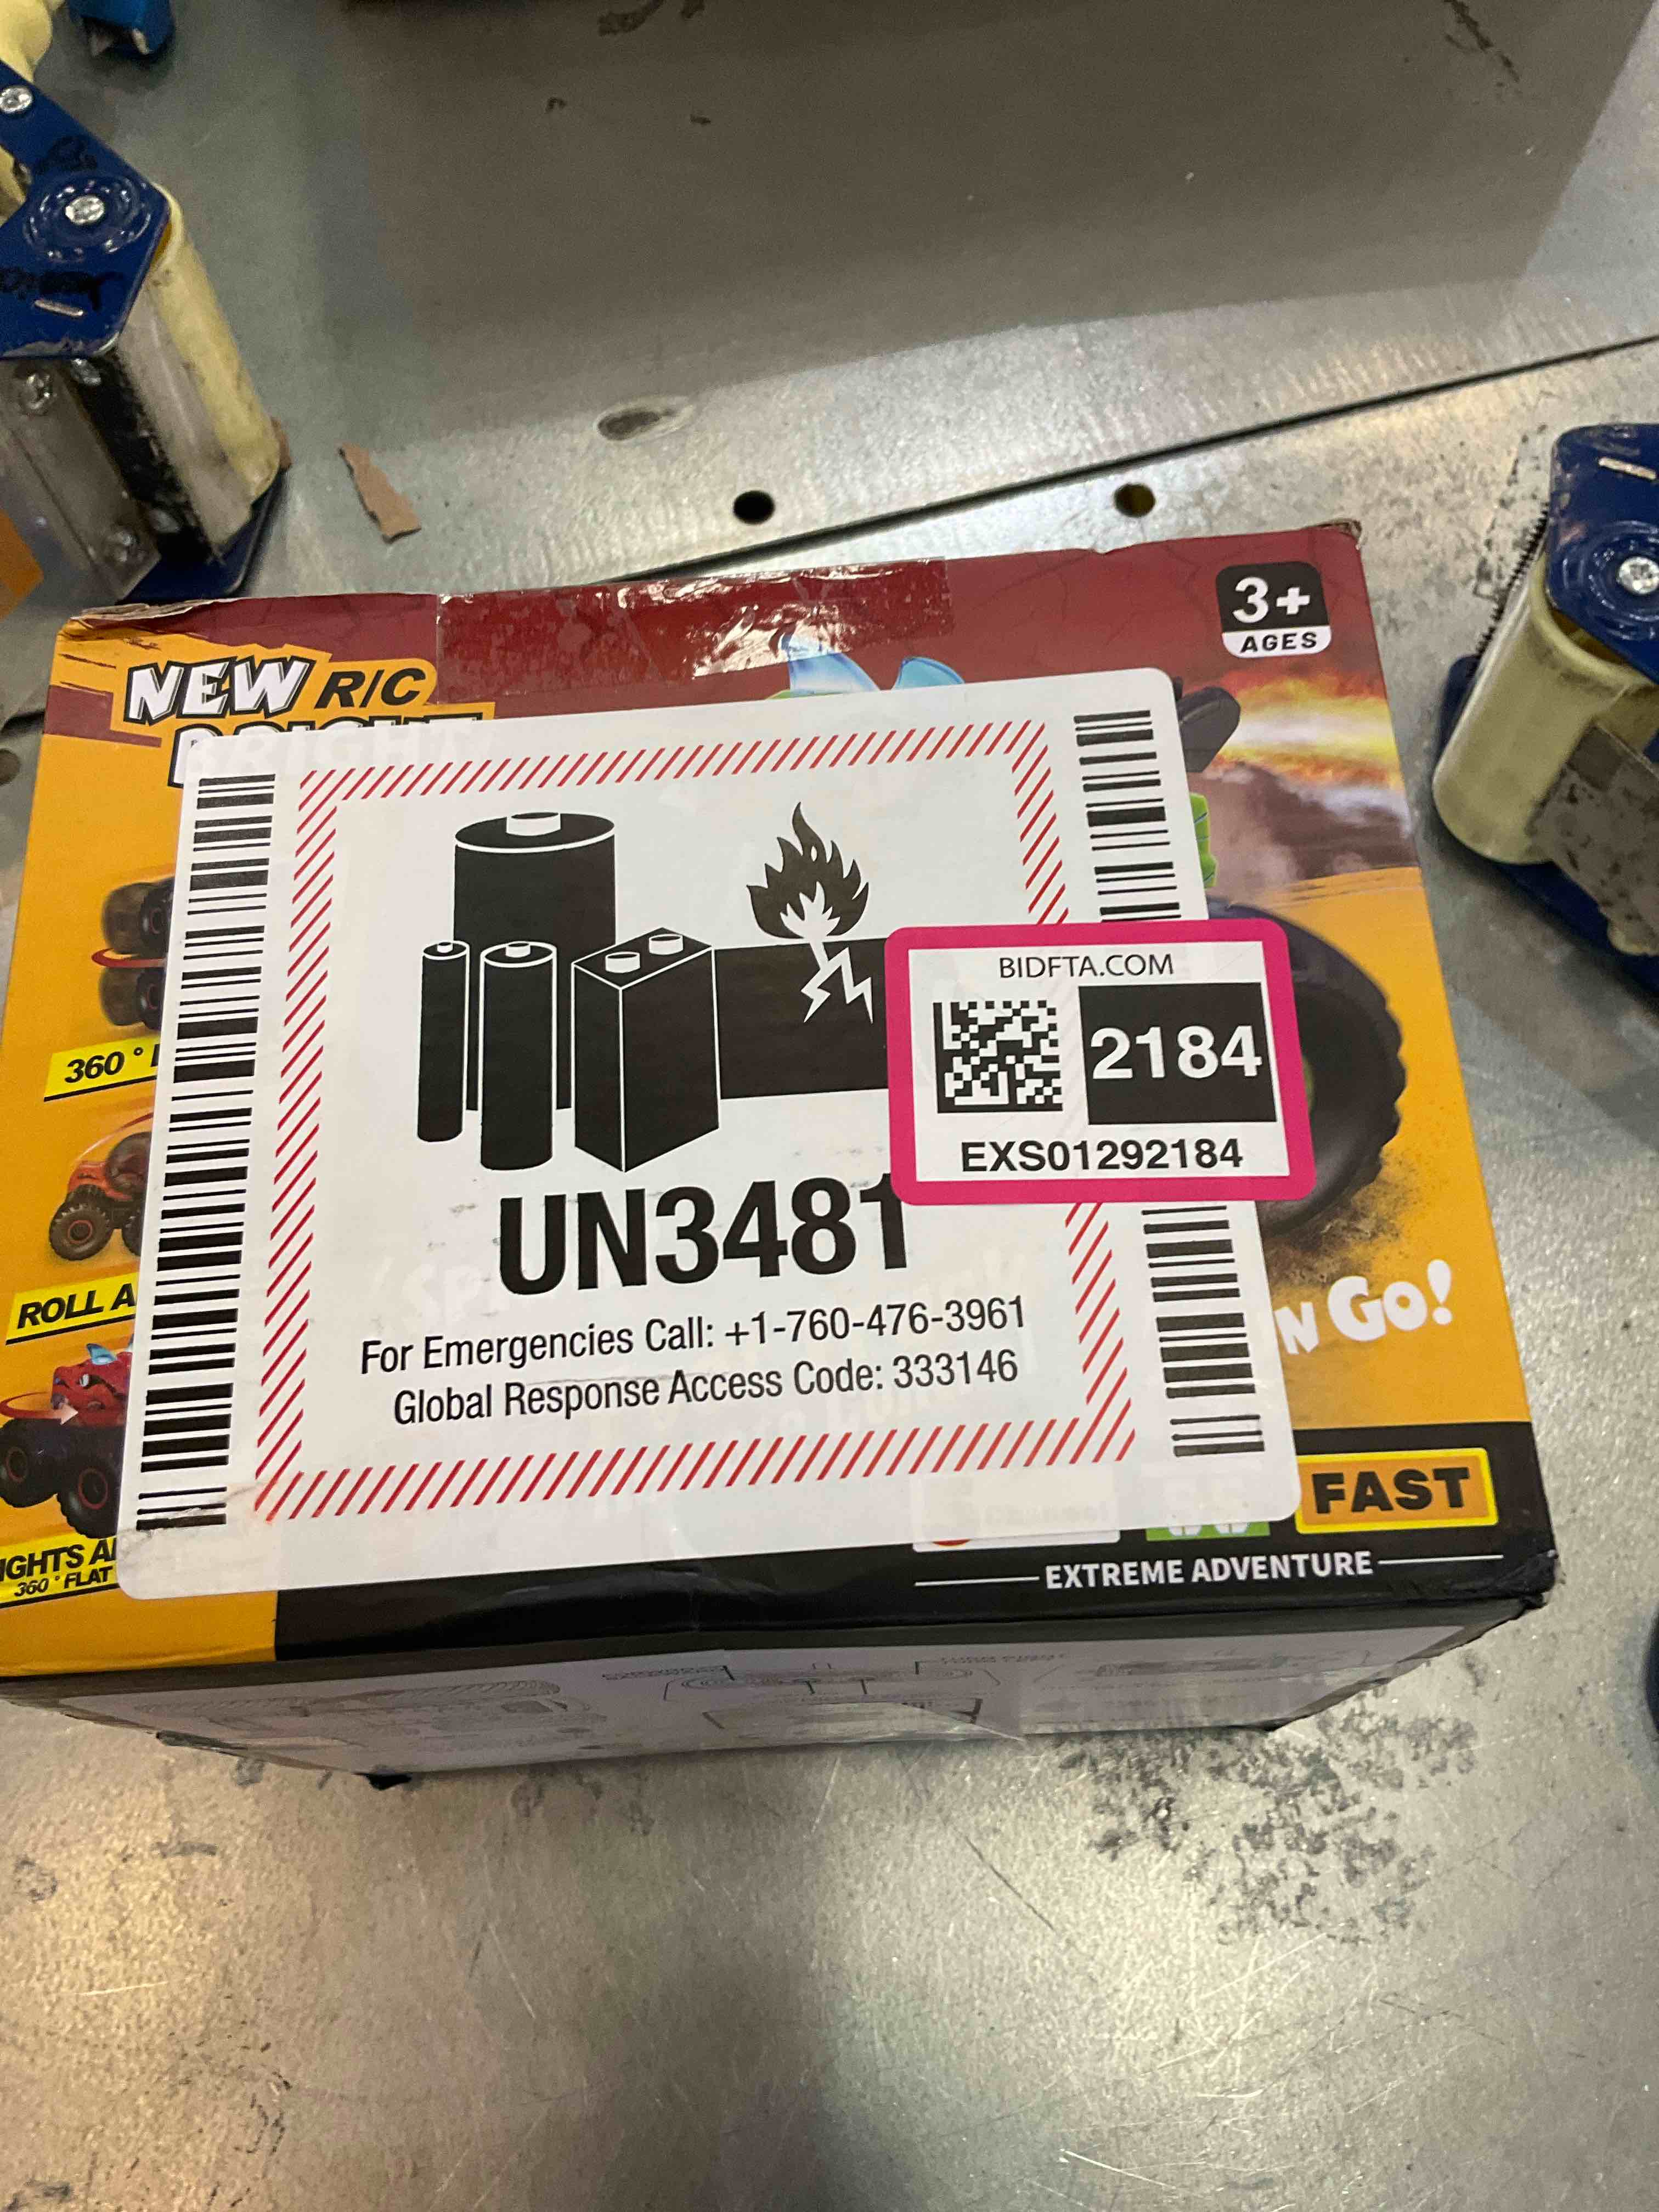 3+
AGES
NEW R/C
BRIGHT
BIDFTA.COM
2184
EXS01292184
360°
UN3481
ROLL A
For Emergencies Call: +1-760-476-3961
Global Response Access Code: 333146
N GO!
FAST
IGHTS A
360° FLAT
EXTREME ADVENTURE